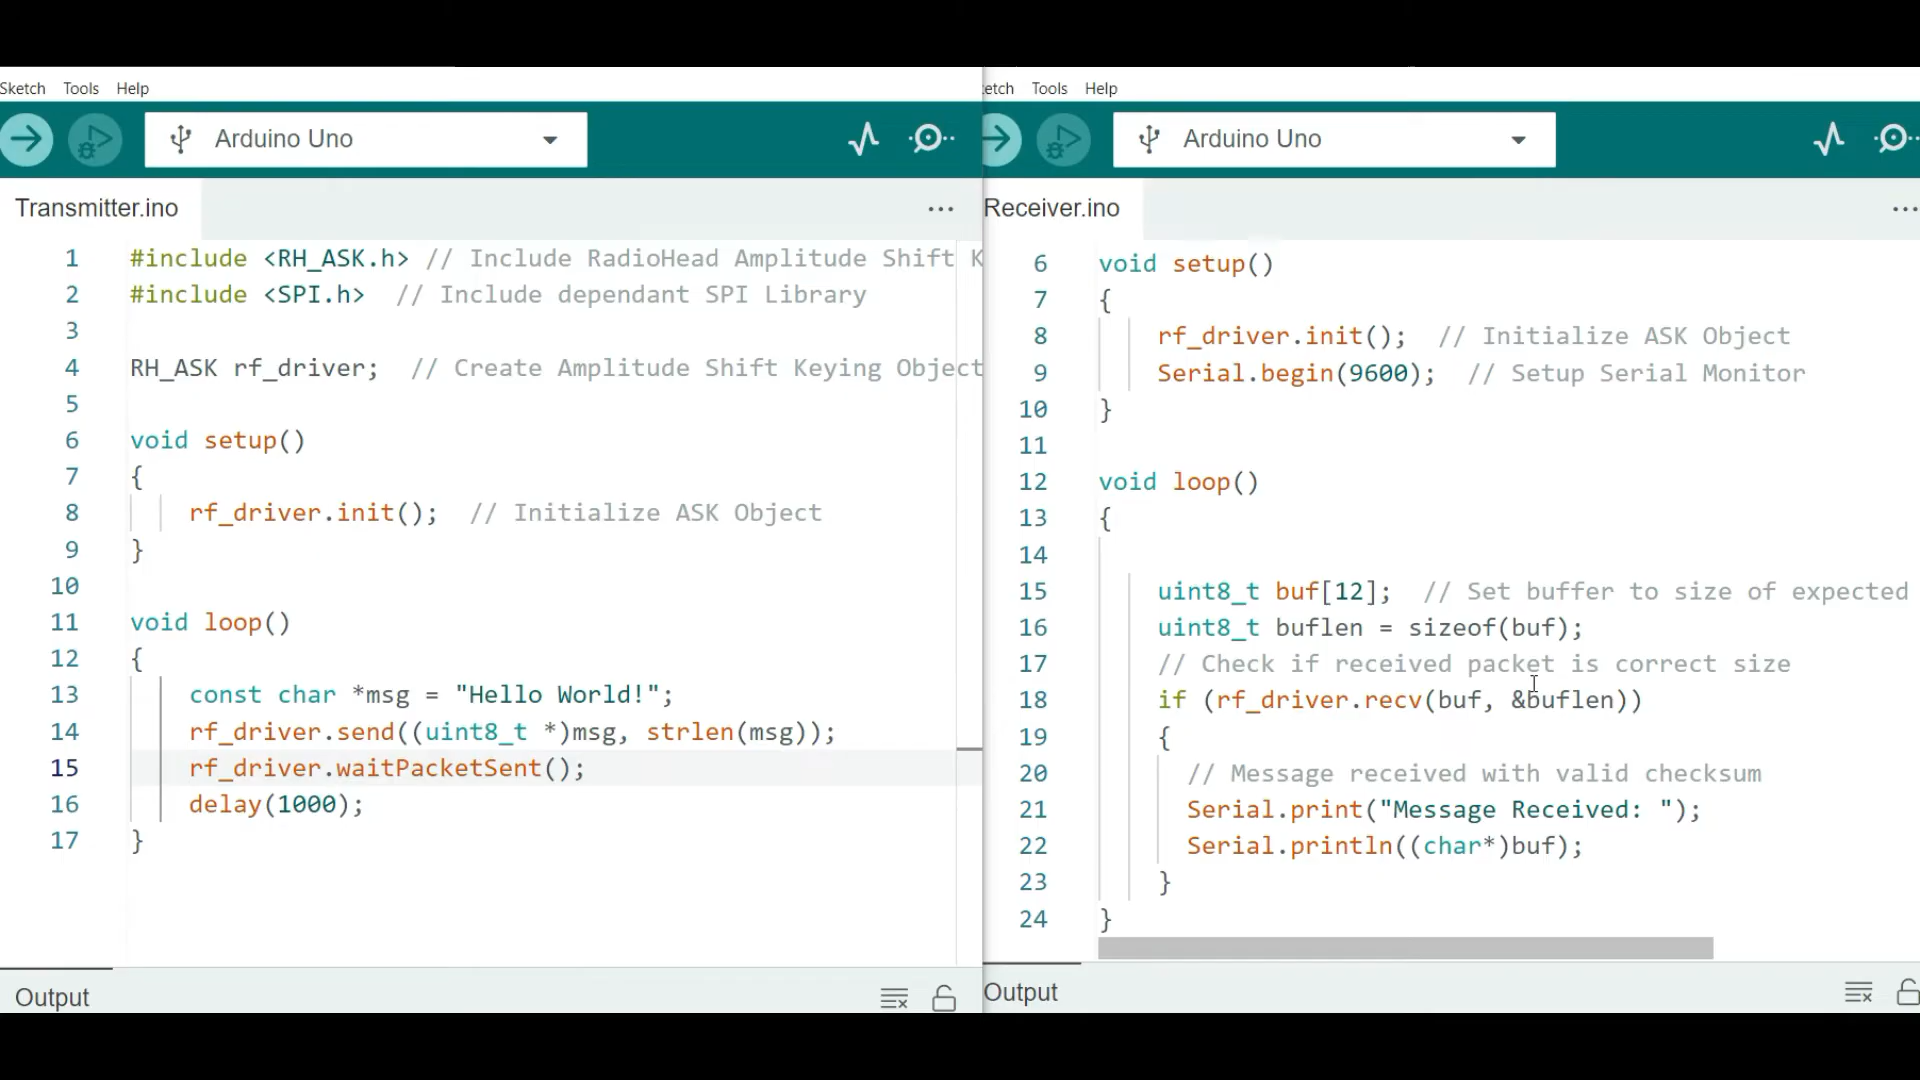 Sketch Tools Help
Arduino Uno
Transmitter.ino
1 #include <RH_ASK.h> // Include RadioHead Amplitude Shift K
2 #include <SPI.h> // Include dependant SPI Library
3
4 RH_ASK rf_driver; // Create Amplitude Shift Keying Object
5
6 void setup()
7 {
8 rf_driver.init(); // Initialize ASK Object
9 }
10
11 void loop()
12 {
13 const char *msg = "Hello World!";
14 rf_driver.send((uint8_t *)msg, strlen(msg));
15 rf_driver.waitPacketSent();
16 delay(1000);
17 }
Output
etch Tools Help
Arduino Uno
Receiver.ino
6 void setup()
7 {
8 rf_driver.init(); // Initialize ASK Object
9 Serial.begin(9600); // Setup Serial Monitor
10 }
11
12 void loop()
13 {
14
15 uint8_t buf[12]; // Set buffer to size of expected
16 uint8_t buflen = sizeof(buf);
17 // Check if received packet is correct size
18 if (rf_driver.recv(buf, &buflen))
19 {
20 // Message received with valid checksum
21 Serial.print("Message Received: ");
22 Serial.println((char*)buf);
23 }
24 }
Output